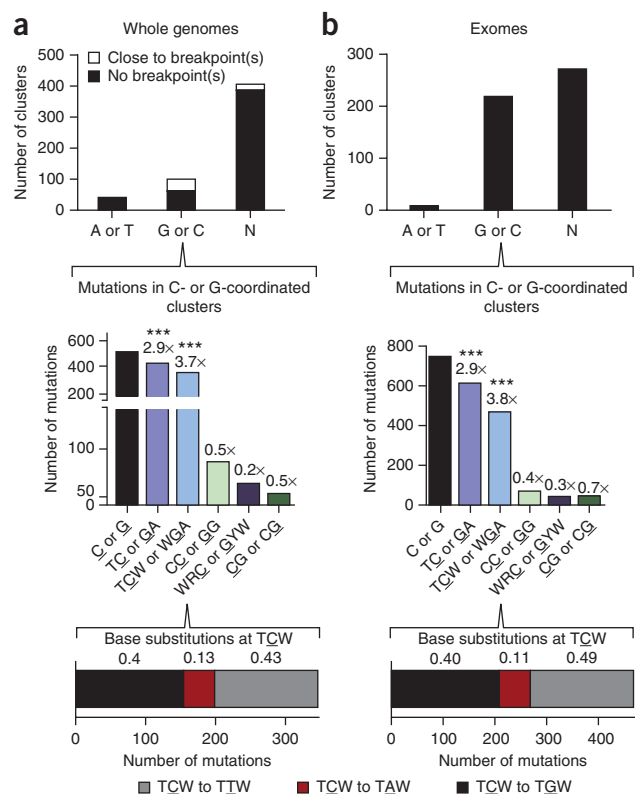 a
Whole genomes
Close to breakpoint(s)
No breakpoint(s)
Number of clusters
500
400
300
200
100
0
A or T
G or C
N
Mutations in C- or G-coordinated
clusters
Number of mutations
600
400
200
100
50
0
***
2.9×
***
3.7×
0.5×
0.2×
0.5×
C or G
TC or GA
TCW or WGA
CC or GG
WRC or GYW
CG or CG
Base substitutions at TCW
0.4
0.13
0.43
0
100
200
300
Number of mutations
b
Exomes
Number of clusters
300
200
100
0
A or T
G or C
N
Mutations in C- or G-coordinated
clusters
Number of mutations
800
600
400
200
0
***
2.9×
***
3.8×
0.4×
0.3×
0.7×
C or G
TC or GA
TCW or WGA
CC or GG
WRC or GYW
CG or CG
Base substitutions at TCW
0.40
0.11
0.49
0
100
200
300
400
Number of mutations
TCW to TTW
TCW to TAW
TCW to TGW